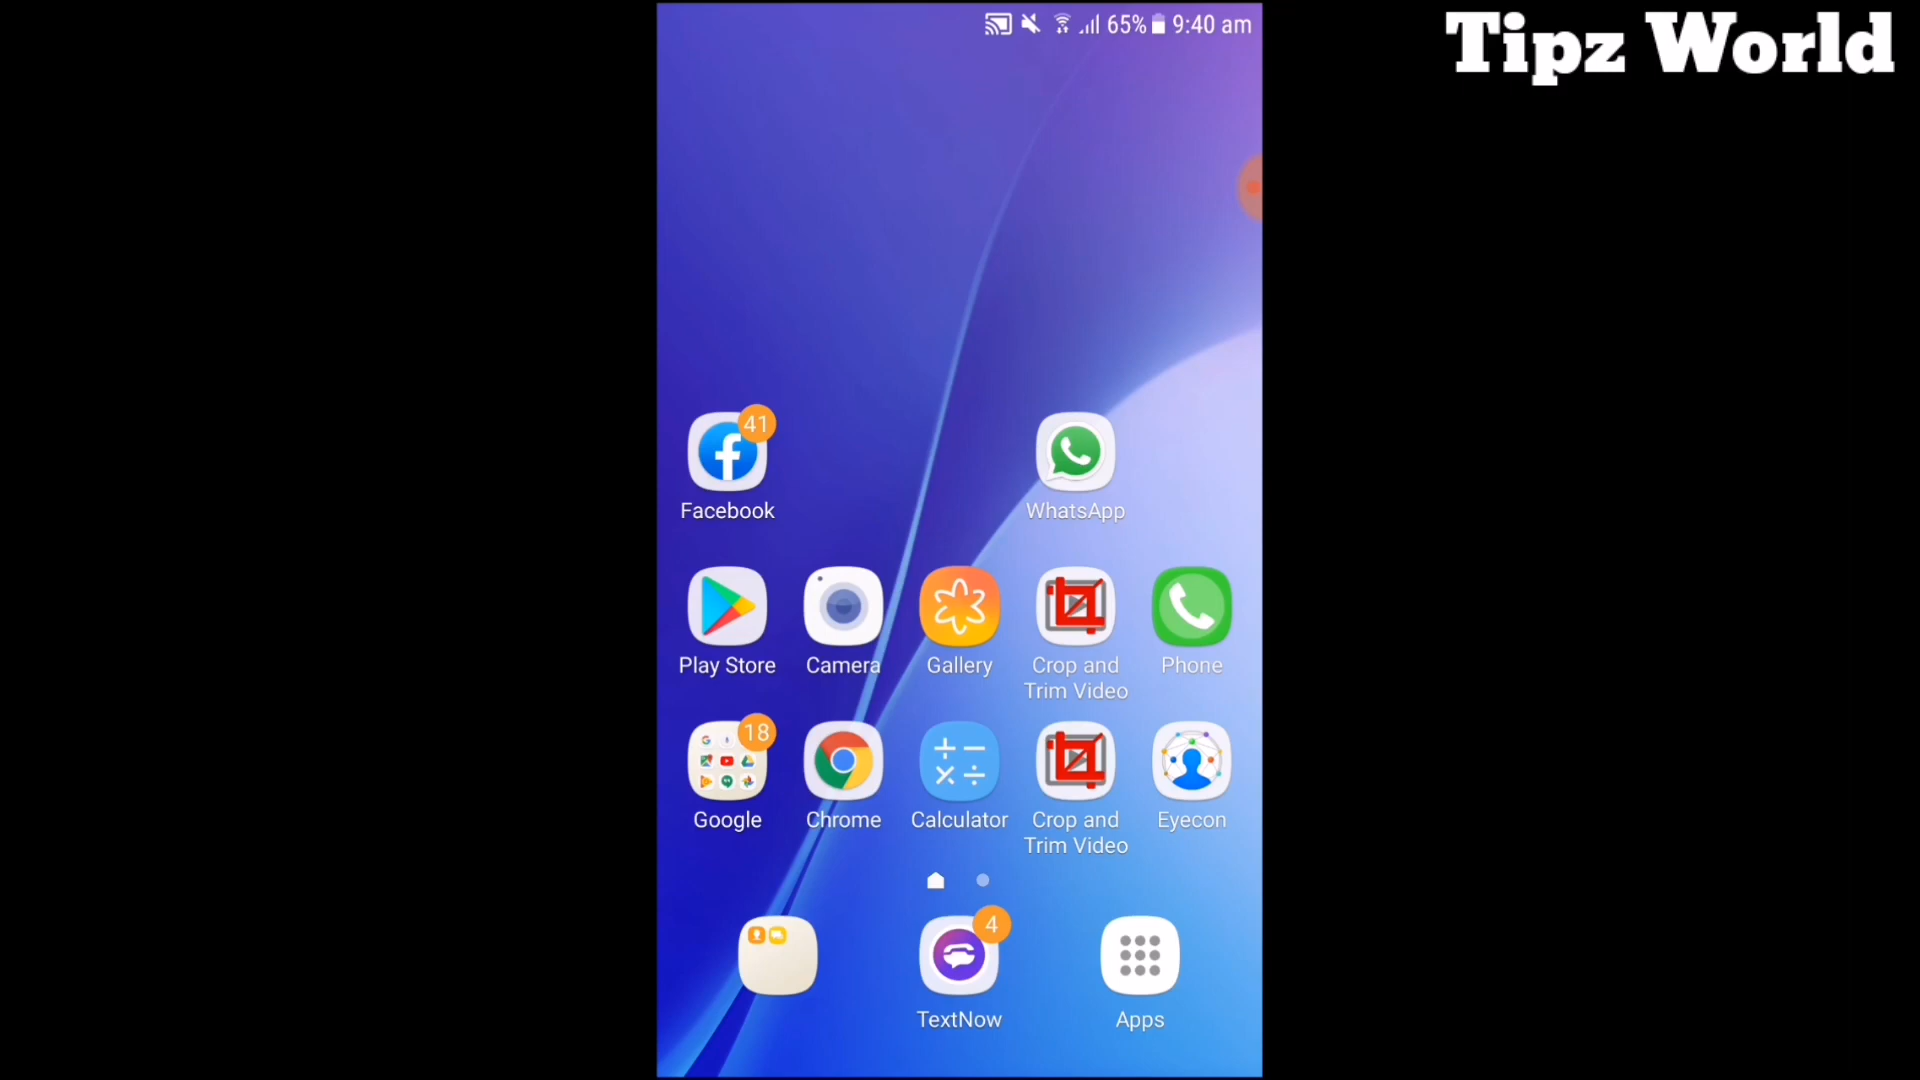 65% 9:40 am
Tipz World
41
Facebook
WhatsApp
Play Store
Camera
Gallery
Crop and
Trim Video
Phone
18
Google
Chrome
Calculator
Crop and
Trim Video
Eyecon
4
TextNow
Apps